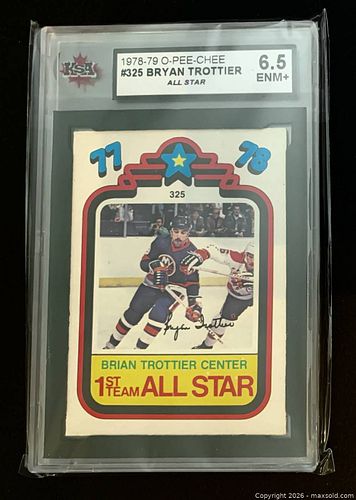 KSA
1978-79 O-PEE-CHEE
#325 BRYAN TROTTIER
ALL STAR
6.5
ENM+
77
78
325
Bryan Trottier
BRIAN TROTTIER CENTER
1ST TEAM ALL STAR
Copyright 2026 - maxsold.com